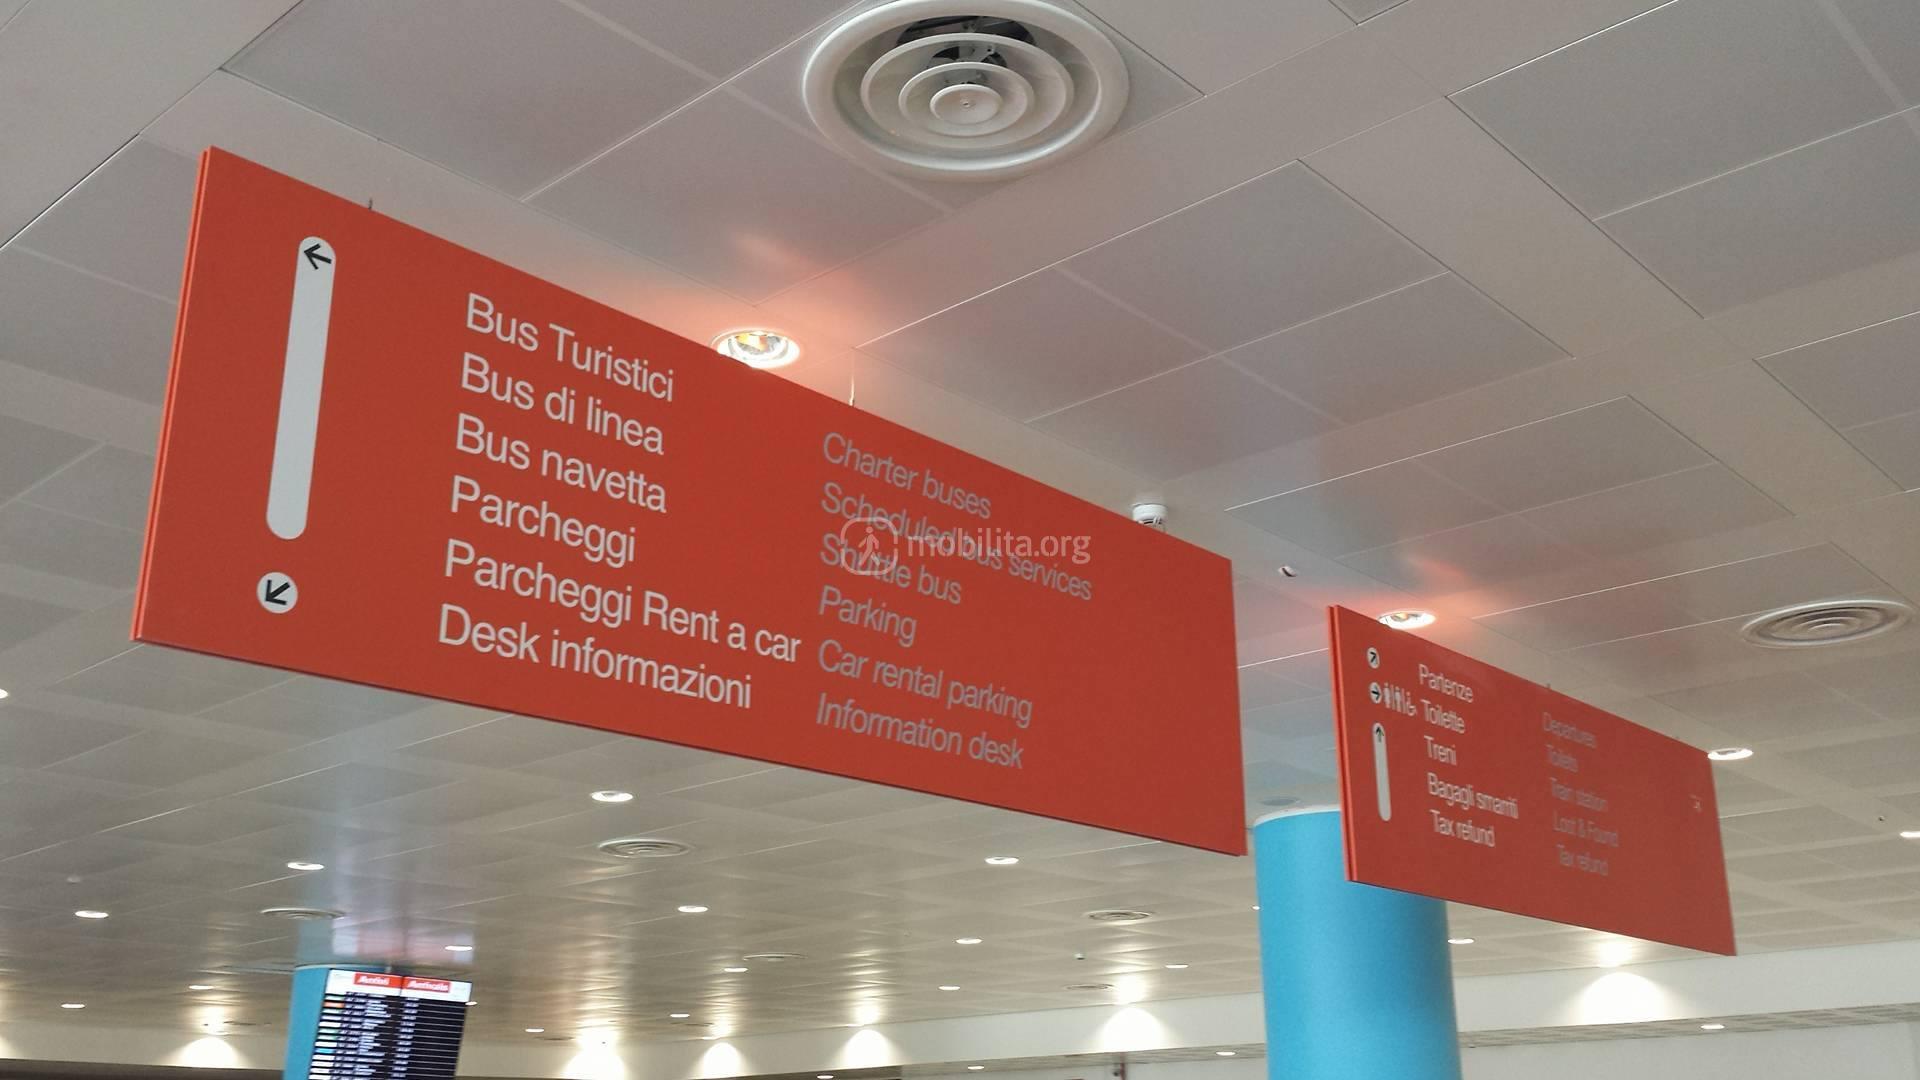 Bus Turistici
Bus di linea
Bus navetta
Parcheggi
Parcheggi Rent a car
Desk informazioni
Charter buses
Scheduled bus services
Shuttle bus
Parking
Car rental parking
Information desk
mobilita.org
Partenze
Toilette
Treni
Bagagli smarriti
Tax refund
Departures
Toilets
Train station
Lost & Found
Tax refund
Arrivi
Arrivals